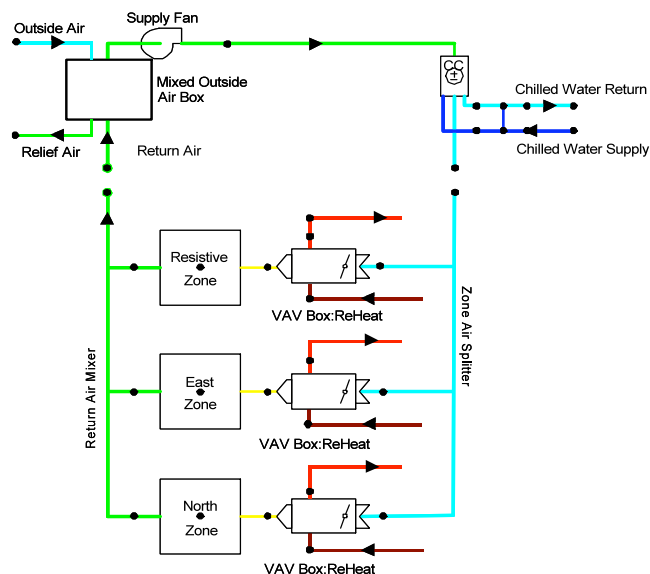 Supply Fan
Outside Air
CC
Mixed Outside
Air Box
Chilled Water Return
Relief Air
Return Air
Chilled Water Supply
Resistive
Zone
VAV Box:ReHeat
Zone Air Splitter
Return Air Mixer
East
Zone
VAV Box:ReHeat
North
Zone
VAV Box:ReHeat